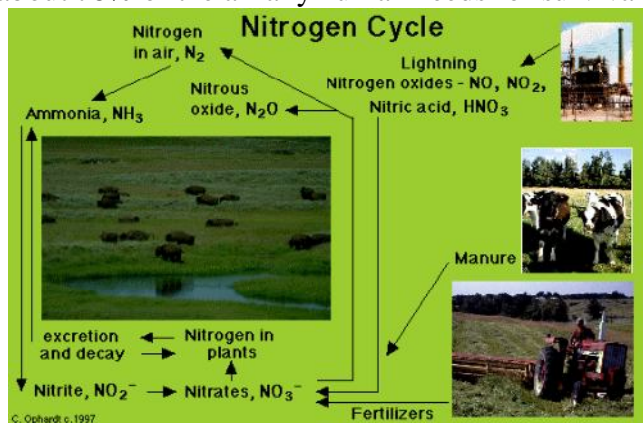 Nitrogen Cycle
Nitrogen
in air, N₂
Lightning
Nitrogen oxides - NO, NO₂,
Nitric acid, HNO₃
Nitrous
oxide, N₂O
Ammonia, NH₃
Manure
excretion
and decay
Nitrogen in
plants
Nitrite, NO₂⁻
Nitrates, NO₃⁻
Fertilizers
C. Ophardt c. 1997